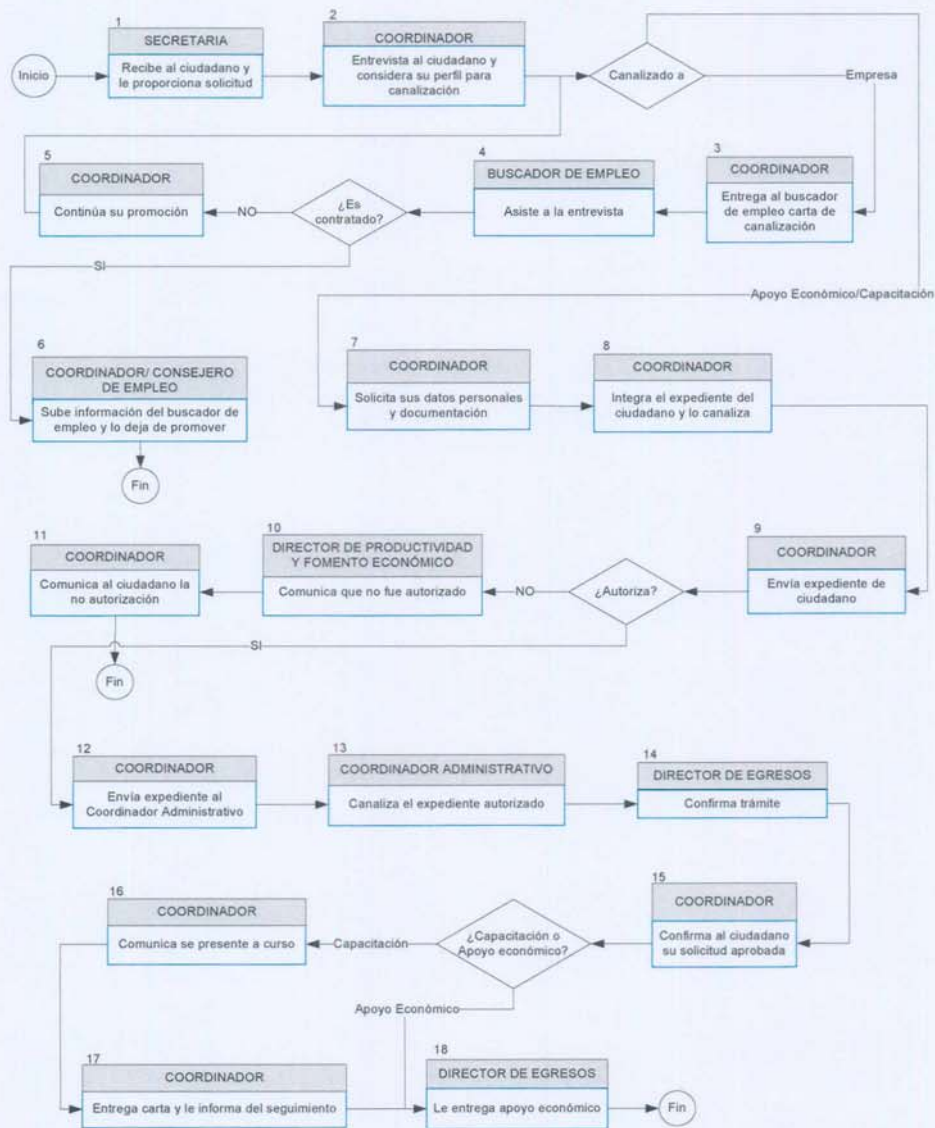 1
SECRETARIA
Recibe al ciudadano y
le proporciona solicitud
Inicio
2
COORDINADOR
Entrevista al ciudadano y
considera su perfil para
canalización
Canalizado a
Empresa
3
COORDINADOR
Entrega al buscador
de empleo carta de
canalización
4
BUSCADOR DE EMPLEO
Asiste a la entrevista
¿Es
contratado?
NO
5
COORDINADOR
Continúa su promoción
SI
Apoyo Económico/Capacitación
6
COORDINADOR/ CONSEJERO
DE EMPLEO
Sube información del buscador de
empleo y lo deja de promover
Fin
7
COORDINADOR
Solicita sus datos personales
y documentación
8
COORDINADOR
Integra el expediente del
ciudadano y lo canaliza
9
COORDINADOR
Envía expediente de
ciudadano
¿Autoriza?
NO
10
DIRECTOR DE PRODUCTIVIDAD
Y FOMENTO ECONÓMICO
Comunica que no fue autorizado
11
COORDINADOR
Comunica al ciudadano la
no autorización
Fin
SI
12
COORDINADOR
Envía expediente al
Coordinador Administrativo
13
COORDINADOR ADMINISTRATIVO
Canaliza el expediente autorizado
14
DIRECTOR DE EGRESOS
Confirma trámite
15
COORDINADOR
Confirma al ciudadano
su solicitud aprobada
¿Capacitación o
Apoyo económico?
Capacitación
16
COORDINADOR
Comunica se presente a curso
Apoyo Económico
17
COORDINADOR
Entrega carta y le informa del seguimiento
18
DIRECTOR DE EGRESOS
Le entrega apoyo económico
Fin